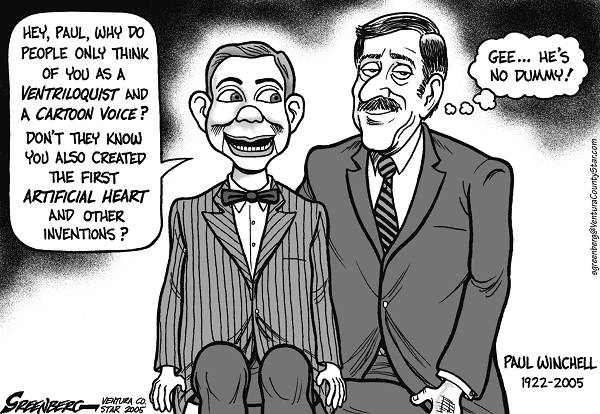 HEY, PAUL, WHY DO
PEOPLE ONLY THINK
OF YOU AS A
VENTRILOQUIST AND
A CARTOON VOICE?
DON'T THEY KNOW
YOU ALSO CREATED
THE FIRST
ARTIFICIAL HEART
AND OTHER
INVENTIONS?
GEE... HE'S
NO DUMMY!
sgreenberg@VenturaCountyStar.com
PAUL WINCHELL
1922-2005
GREENBERG
VENTURA CO.
STAR 2005